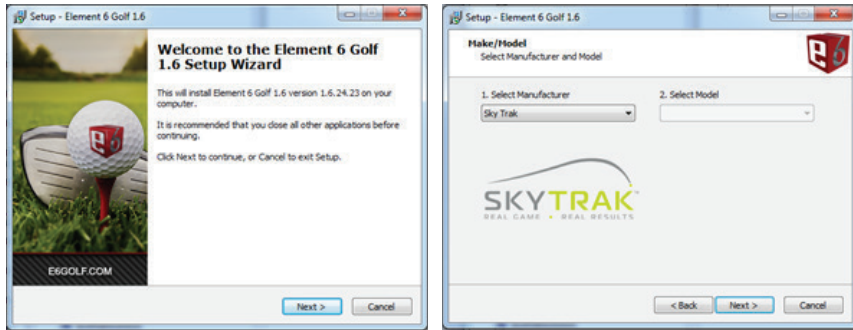 Setup - Element 6 Golf 1.6
Welcome to the Element 6 Golf
1.6 Setup Wizard
This will install Element 6 Golf 1.6 version 1.6.24.23 on your
computer.
It is recommended that you close all other applications before
continuing.
Click Next to continue, or Cancel to exit Setup.
e6
E6GOLF.COM
Next >
Cancel
Setup - Element 6 Golf 1.6
Make/Model
Select Manufacturer and Model
e6
1. Select Manufacturer
2. Select Model
Sky Trak
SKYTRAK
REAL GAME • REAL RESULTS
< Back
Next >
Cancel